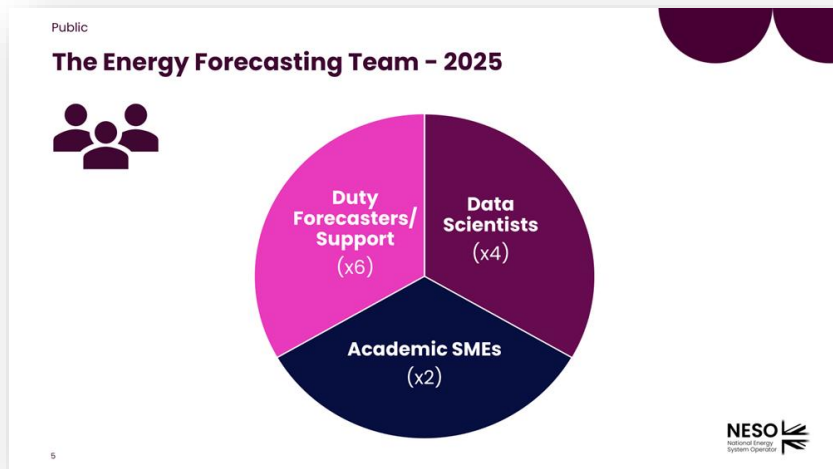 Public
The Energy Forecasting Team - 2025
Duty
Forecasters/
Support
(x6)
Data
Scientists
(x4)
Academic SMEs
(x2)
5
NESO
National Energy
System Operator